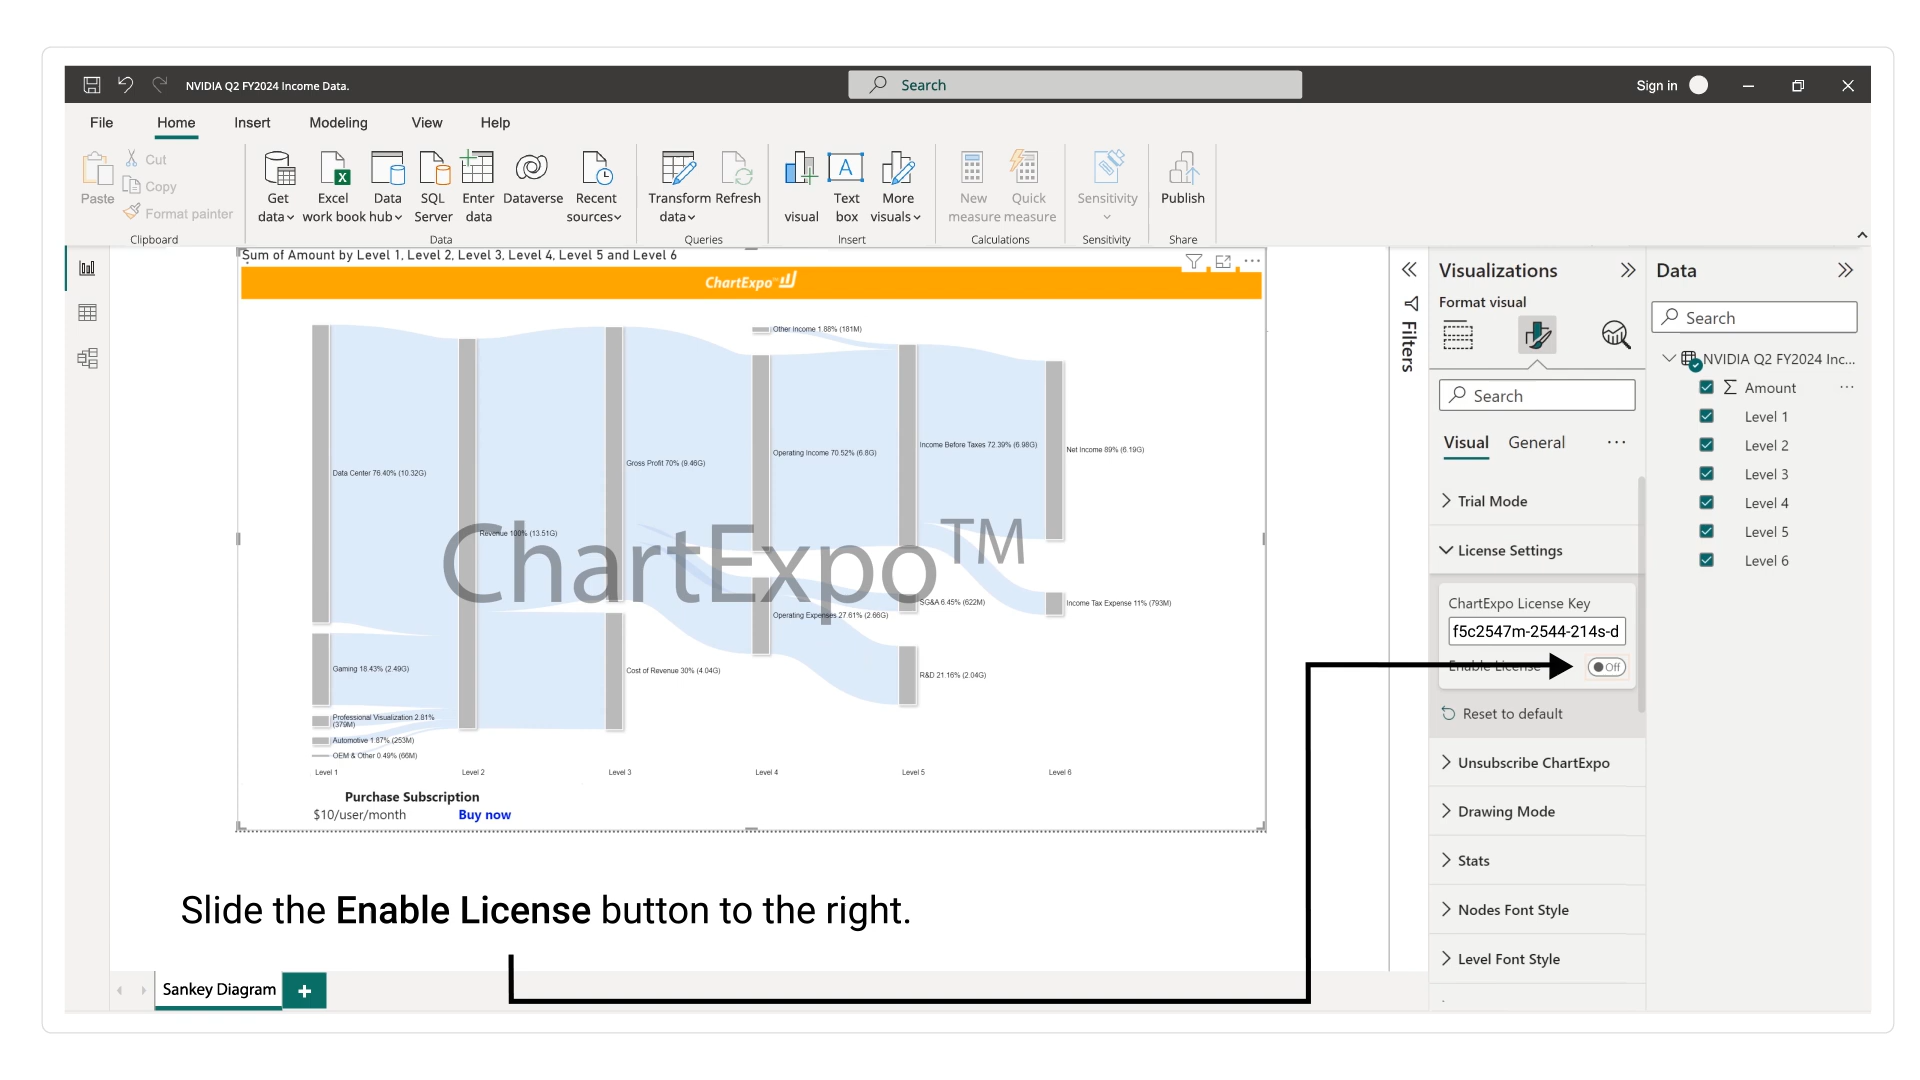 NVIDIA Q2 FY2024 Income Data.
Search
Sign in
File Home Insert Modeling View Help
Paste
Cut
Copy
Format painter
Clipboard
Get data
Excel work book
Data hub
SQL Server
Enter data
Dataverse
Recent sources
Data
Transform data
Refresh
Queries
visual
Text box
More visuals
Insert
New measure
Quick measure
Calculations
Sensitivity
Sensitivity
Publish
Share
Sum of Amount by Level 1, Level 2, Level 3, Level 4, Level 5 and Level 6
ChartExpo™
Other Income 1.88% (181M)
Data Center 76.40% (10.32G)
Revenue 100% (13.51G)
Gross Profit 70% (9.46G)
Operating Income 70.52% (6.8G)
Income Before Taxes 72.39% (6.98G)
Net Income 89% (6.19G)
ChartExpo™
SG&A 6.45% (622M)
Income Tax Expense 11% (793M)
Operating Expenses 27.61% (2.66G)
Gaming 18.43% (2.49G)
Cost of Revenue 30% (4.04G)
R&D 21.16% (2.04G)
Professional Visualization 2.81%
(379M)
Automotive 1.87% (253M)
OEM & Other 0.49% (66M)
Level 1 Level 2 Level 3 Level 4 Level 5 Level 6
Purchase Subscription
$10/user/month Buy now
Slide the Enable License button to the right.
Sankey Diagram
Filters
Visualizations
Format visual
Search
Visual General
Trial Mode
License Settings
ChartExpo License Key
f5c2547m-2544-214s-d
Enable License Off
Reset to default
Unsubscribe ChartExpo
Drawing Mode
Stats
Nodes Font Style
Level Font Style
Data
Search
NVIDIA Q2 FY2024 Inc...
Amount
Level 1
Level 2
Level 3
Level 4
Level 5
Level 6